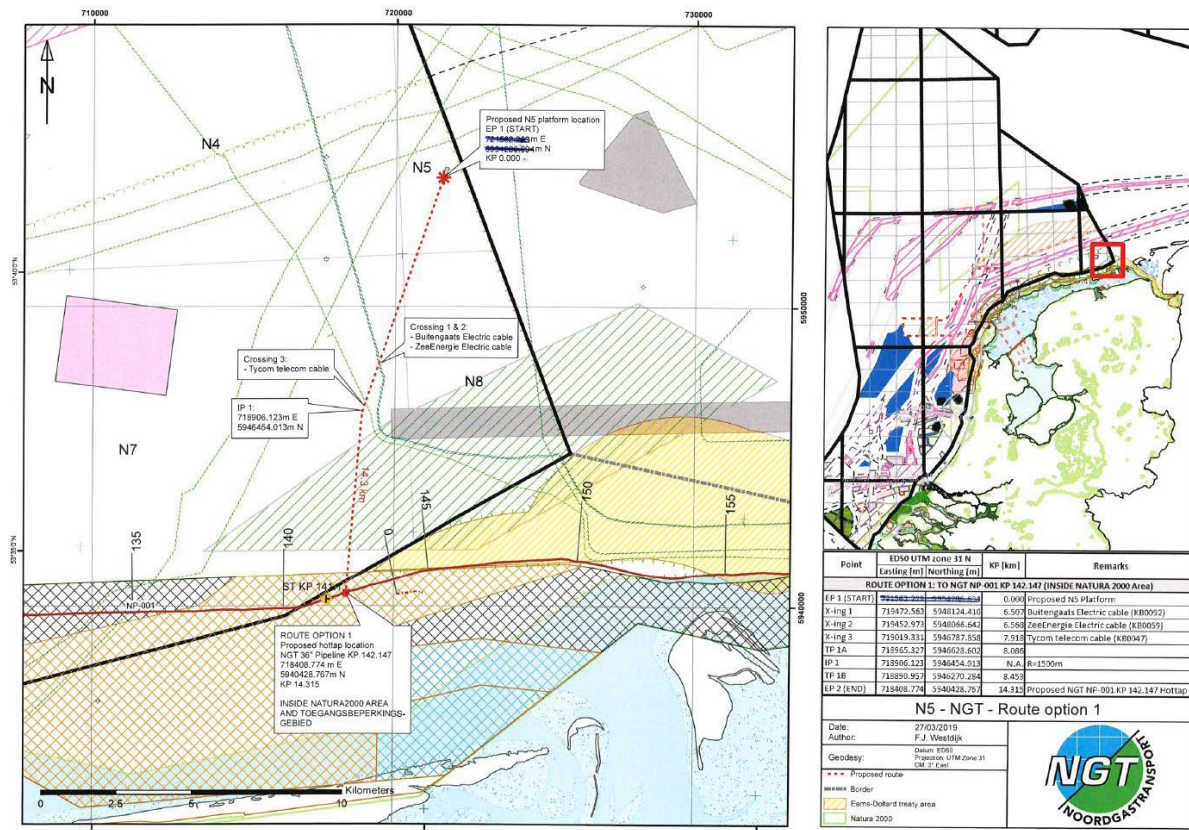 710000
720000
730000
N
N4
N5
Proposed N5 platform location
EP 1 (START)
m E
m N
KP 0.000
53°40'0"N
5950000
Crossing 1 & 2:
- Buitengaats Electric cable
- ZeeEnergie Electric cable
Crossing 3:
- Tycom telecom cable
N8
IP 1:
718906.123m E
5946454.013m N
N7
14.3 km
135
140
0
145
150
155
53°35'0"N
ST KP 141
NP-001
5940000
ROUTE OPTION 1
Proposed hottap location
NGT 36" Pipeline KP 142.147
718408.774 m E
5940428.767m N
KP 14.315
INSIDE NATURA2000 AREA
AND TOEGANGSBEPERKINGS-
GEBIED
Kilometers
0 2.5 5 10
710000
720000
730000
Point ED50 UTM zone 31 N KP [km] Remarks
Easting [m] Northing [m]
ROUTE OPTION 1: TO NGT NP-001 KP 142.147 (INSIDE NATURA 2000 Area)
EP 1 (START) 0.000 Proposed N5 Platform
X-ing 1 719472.563 5948124.410 6.507 Buitengaats Electric cable (KB0092)
X-ing 2 719452.973 5948066.642 6.568 ZeeEnergie Electric cable (KB0059)
X-ing 3 719019.331 5946787.858 7.918 Tycom telecom cable (KB0047)
TP 1A 718965.327 5946628.602 8.086
IP 1 718906.123 5946454.013 N.A. R=1500m
TP 1B 718890.957 5946270.284 8.453
EP 2 (END) 718408.774 5940428.767 14.315 Proposed NGT NP-001 KP 142.147 Hottap
N5 - NGT - Route option 1
Date: 27/03/2019
Author: F.J. Westdijk
Geodesy: Datum: ED50
Projection: UTM Zone 31
CM: 3° East
Proposed route
Border
Eems-Dollard treaty area
Natura 2000
NGT
NOORDGASTRANSPORT